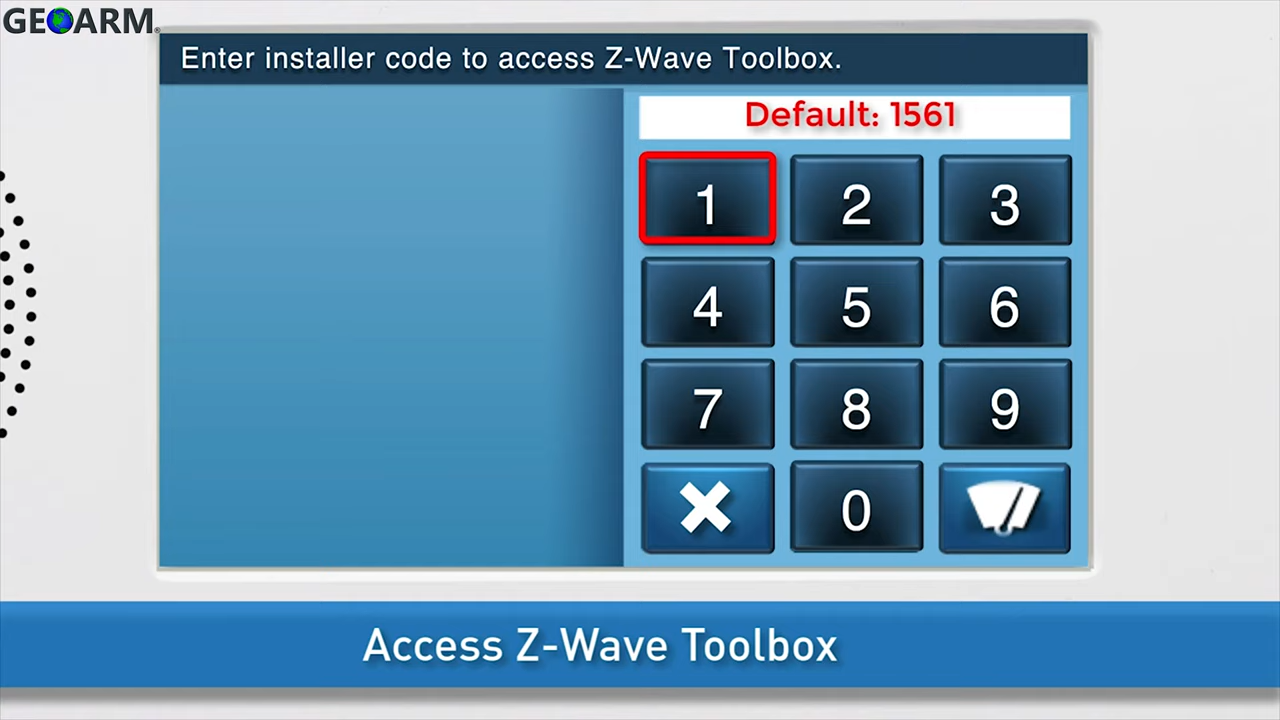 GEOARM®
Enter installer code to access Z-Wave Toolbox.
Default: 1561
1 2 3
4 5 6
7 8 9
0
Access Z-Wave Toolbox